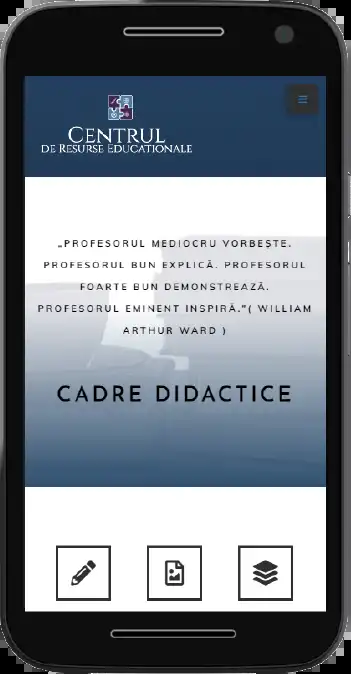 CENTRUL
DE RESURSE EDUCATIONALE
„PROFESORUL MEDIOCRU VORBEȘTE.
PROFESORUL BUN EXPLICĂ. PROFESORUL
FOARTE BUN DEMONSTREAZĂ.
PROFESORUL EMINENT INSPIRĂ."( WILLIAM
ARTHUR WARD )
CADRE DIDACTICE